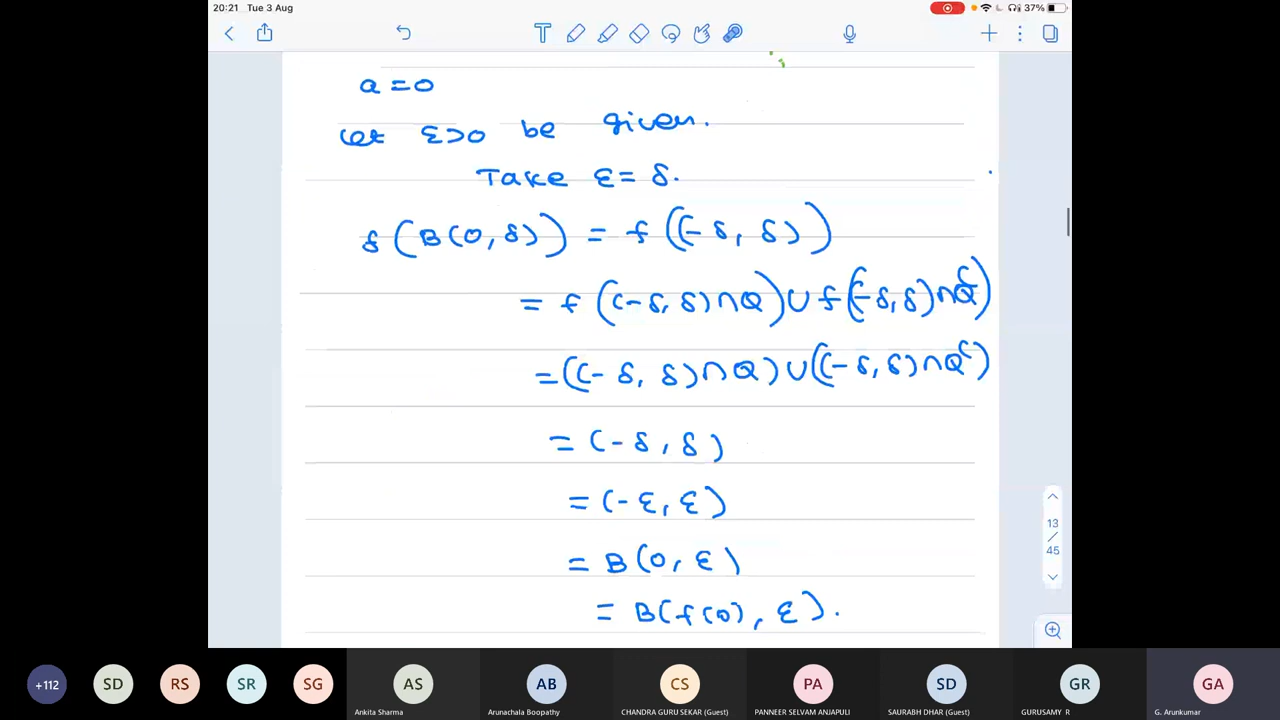 20:21 Tue 3 Aug
37%
a = 0
Let ε>0 be given.
Take ε = δ.
f(B(0, δ)) = f((-δ, δ))
= f((-δ, δ)∩Q)∪f((-δ, δ)∩Q^c)
= ((-δ, δ)∩Q)∪((-δ, δ)∩Q^c)
= (-δ, δ)
= (-ε, ε)
= B(0, ε)
= B(f(0), ε).
13
/
45
+112 SD RS SR SG AS AB CS PA SD GR GA
Ankita Sharma Arunachala Boopathy CHANDRA GURU SEKAR (Guest) PANNEER SELVAM ANJAPULI SAURABH DHAR (Guest) GURUSAMY R G. Arunkumar